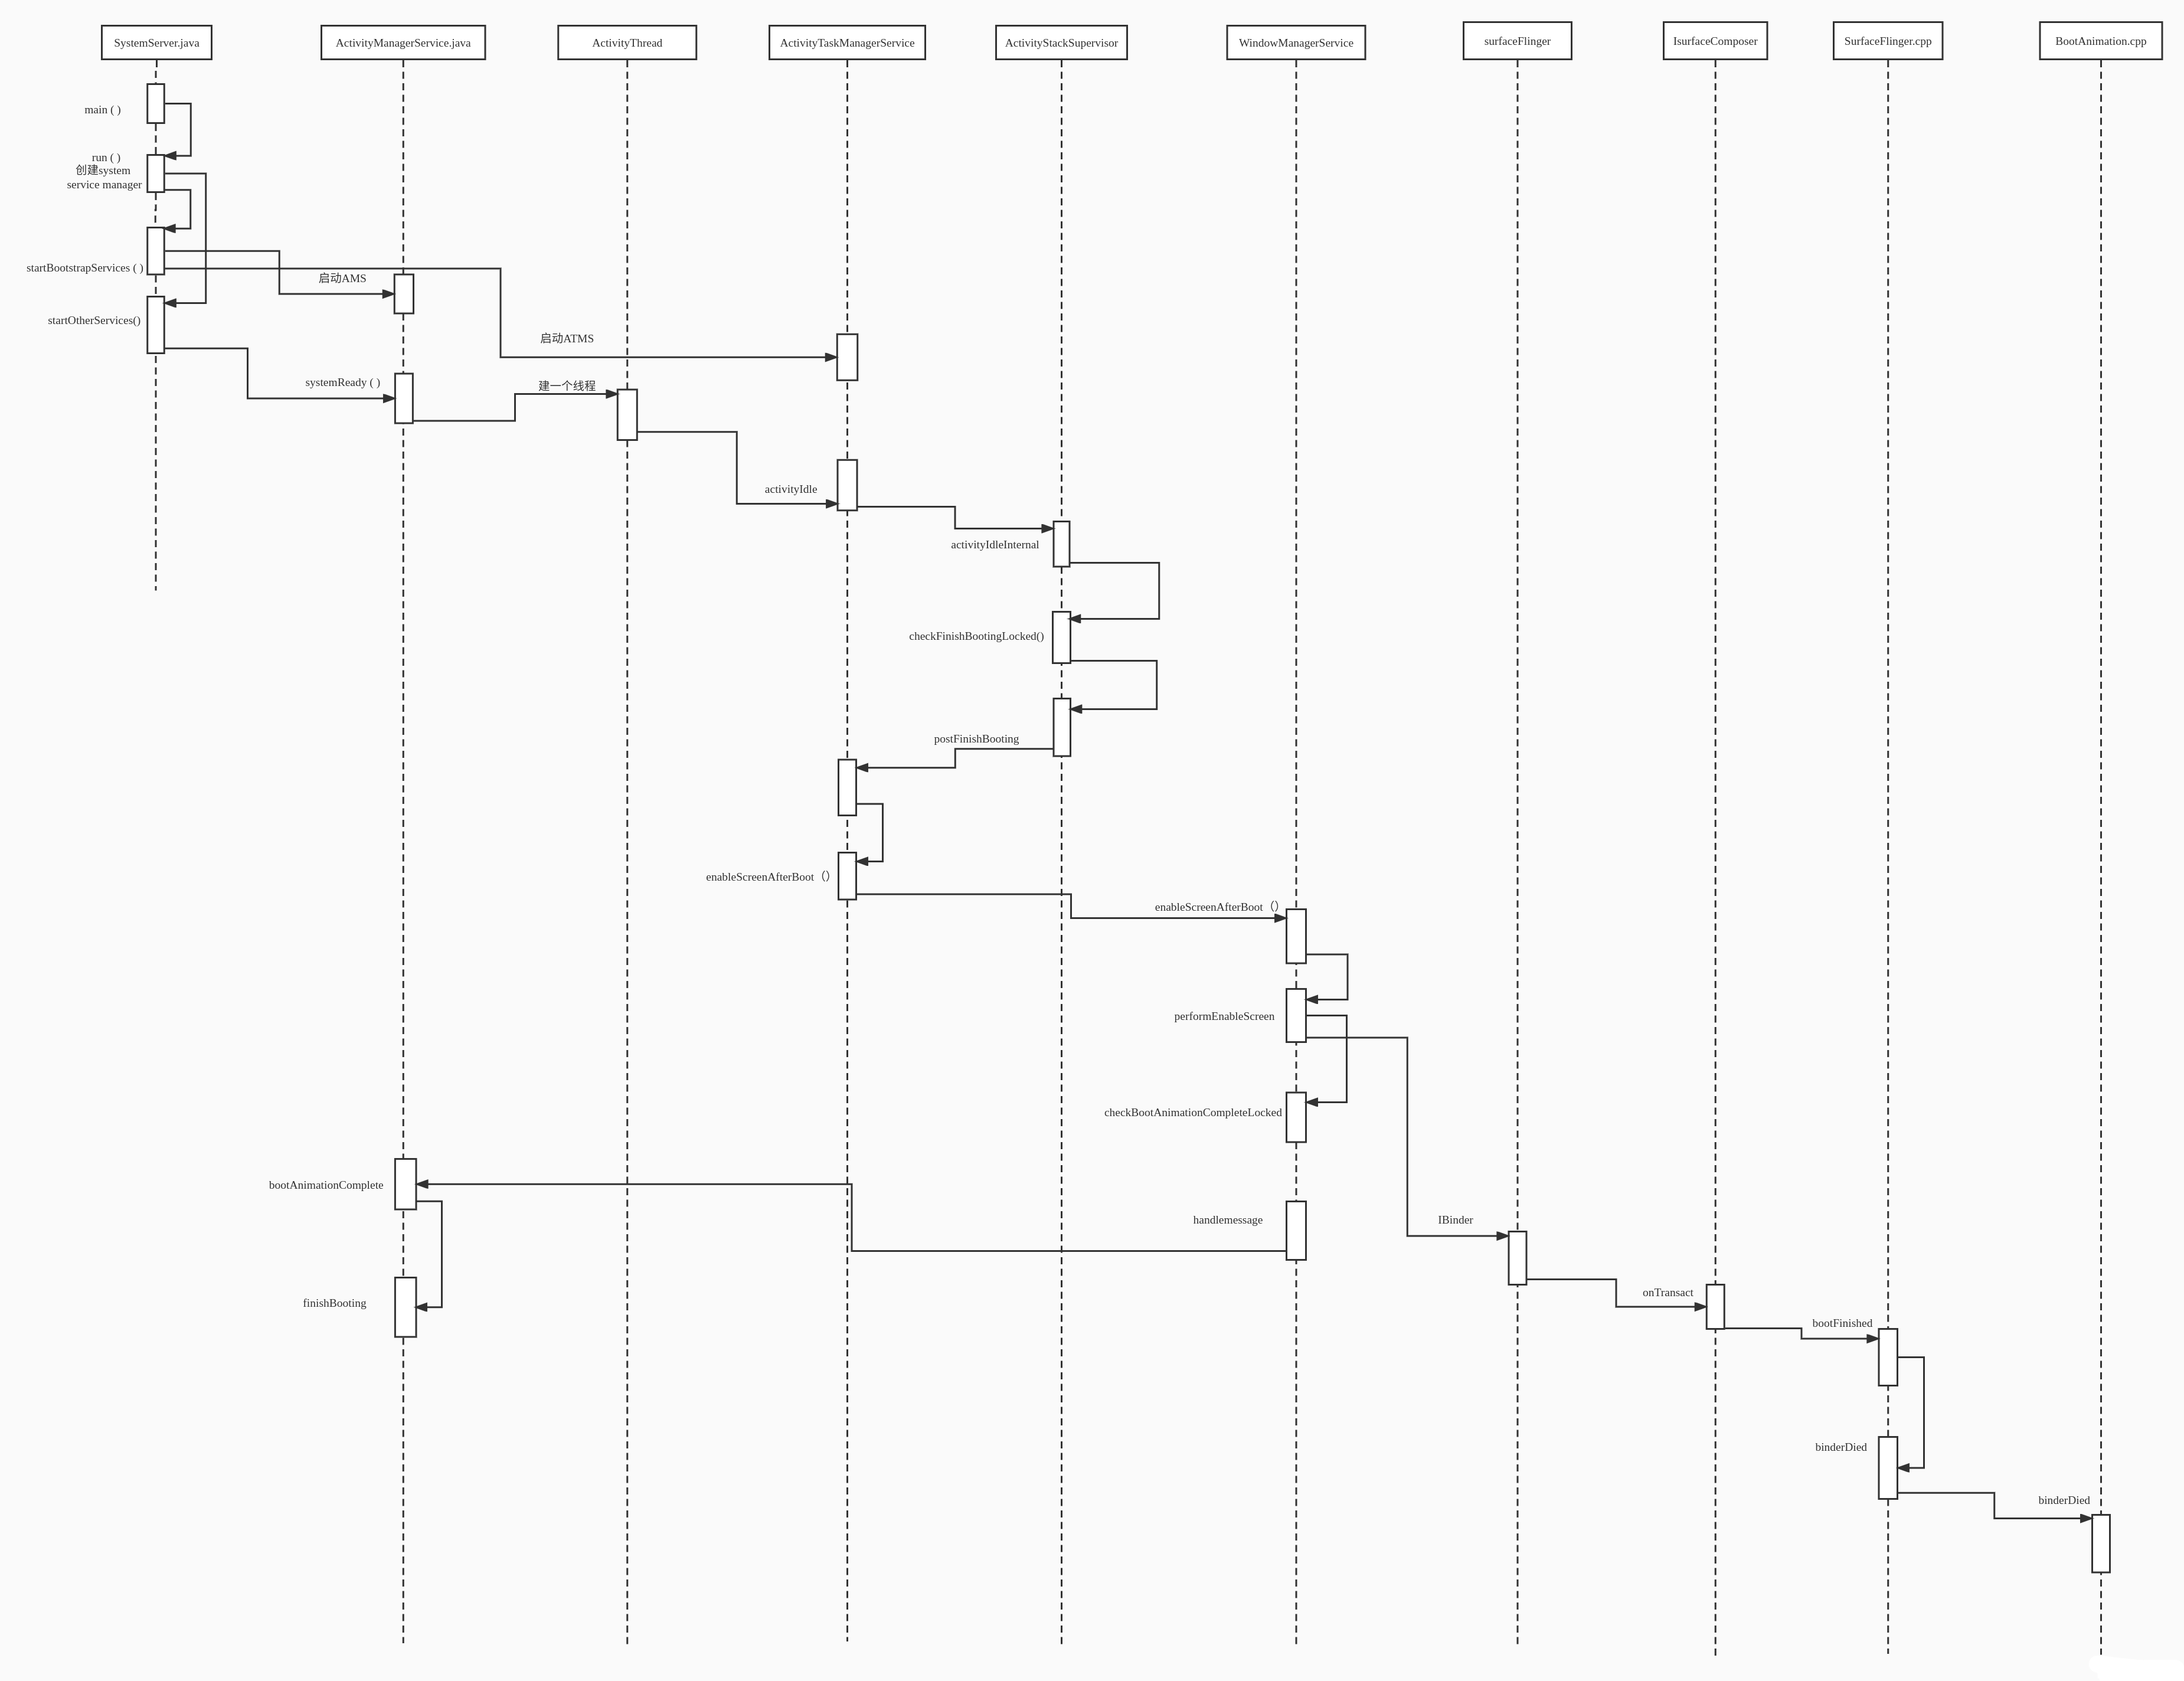 SystemServer.java
ActivityManagerService.java
ActivityThread
ActivityTaskManagerService
ActivityStackSupervisor
WindowManagerService
surfaceFlinger
IsurfaceComposer
SurfaceFlinger.cpp
BootAnimation.cpp
main ( )
run ( )
创建system
service manager
startBootstrapServices ( )
启动AMS
startOtherServices()
启动ATMS
systemReady ( )
建一个线程
activityIdle
activityIdleInternal
checkFinishBootingLocked()
postFinishBooting
enableScreenAfterBoot（）
enableScreenAfterBoot（）
performEnableScreen
checkBootAnimationCompleteLocked
bootAnimationComplete
handlemessage
IBinder
onTransact
finishBooting
bootFinished
binderDied
binderDied